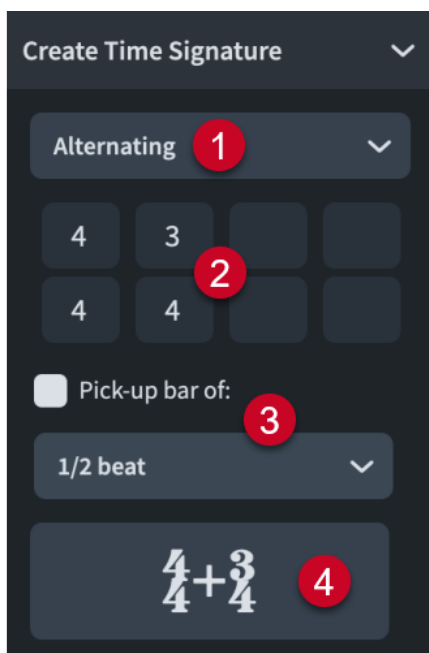 Create Time Signature
Alternating 1
4 3
2
4 4
Pick-up bar of:
3
1/2 beat
4/4+3/4 4